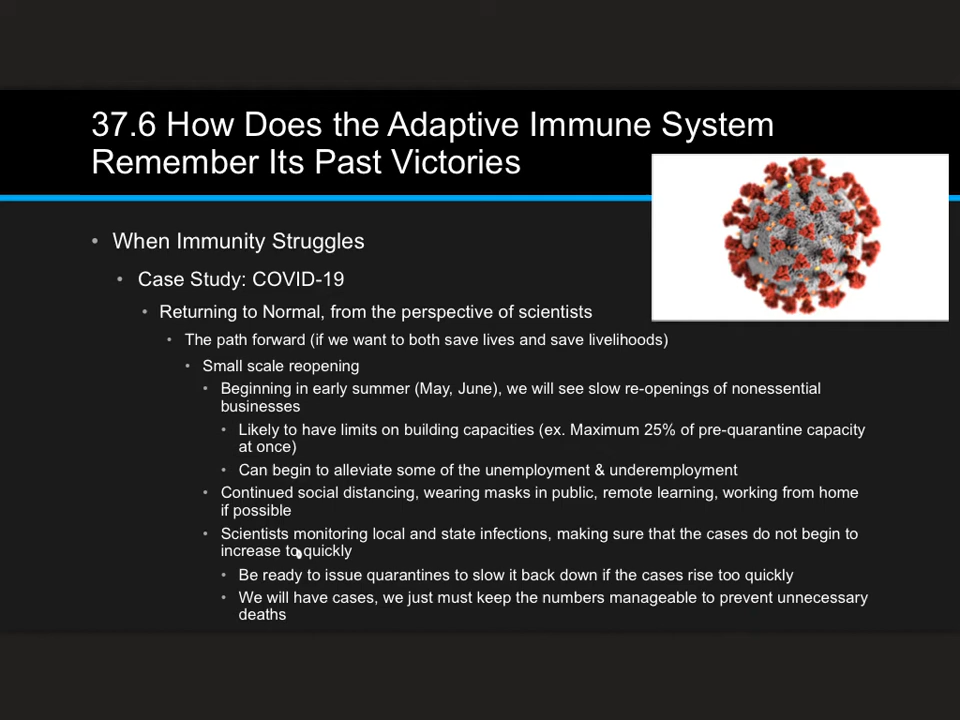 37.6 How Does the Adaptive Immune System
Remember Its Past Victories
• When Immunity Struggles
• Case Study: COVID-19
• Returning to Normal, from the perspective of scientists
• The path forward (if we want to both save lives and save livelihoods)
• Small scale reopening
• Beginning in early summer (May, June), we will see slow re-openings of nonessential
businesses
• Likely to have limits on building capacities (ex. Maximum 25% of pre-quarantine capacity
at once)
• Can begin to alleviate some of the unemployment & underemployment
• Continued social distancing, wearing masks in public, remote learning, working from home
if possible
• Scientists monitoring local and state infections, making sure that the cases do not begin to
increase to quickly
• Be ready to issue quarantines to slow it back down if the cases rise too quickly
• We will have cases, we just must keep the numbers manageable to prevent unnecessary
deaths